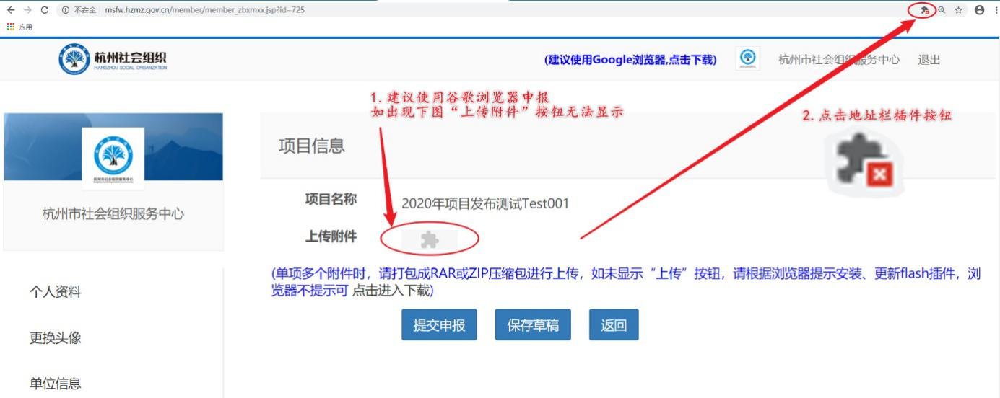 不安全 | msfw.hzmz.gov.cn/member/member_zbxmxx.jsp?id=725
应用
杭州社会组织
HANGZHOU SOCIAL ORGANIZATION
(建议使用Google浏览器,点击下载)
杭州市社会组织服务中心
退出
1.建议使用谷歌浏览器申报
如出现下图“上传附件”按钮无法显示
2.点击地址栏插件按钮
杭州市社会组织服务中心
项目信息
项目名称
2020年项目发布测试Test001
上传附件
(单项多个附件时，请打包成RAR或ZIP压缩包进行上传，如未显示“上传”按钮，请根据浏览器提示安装、更新flash插件，浏
览器不提示可 点击进入下载)
提交申报
保存草稿
返回
个人资料
更换头像
单位信息